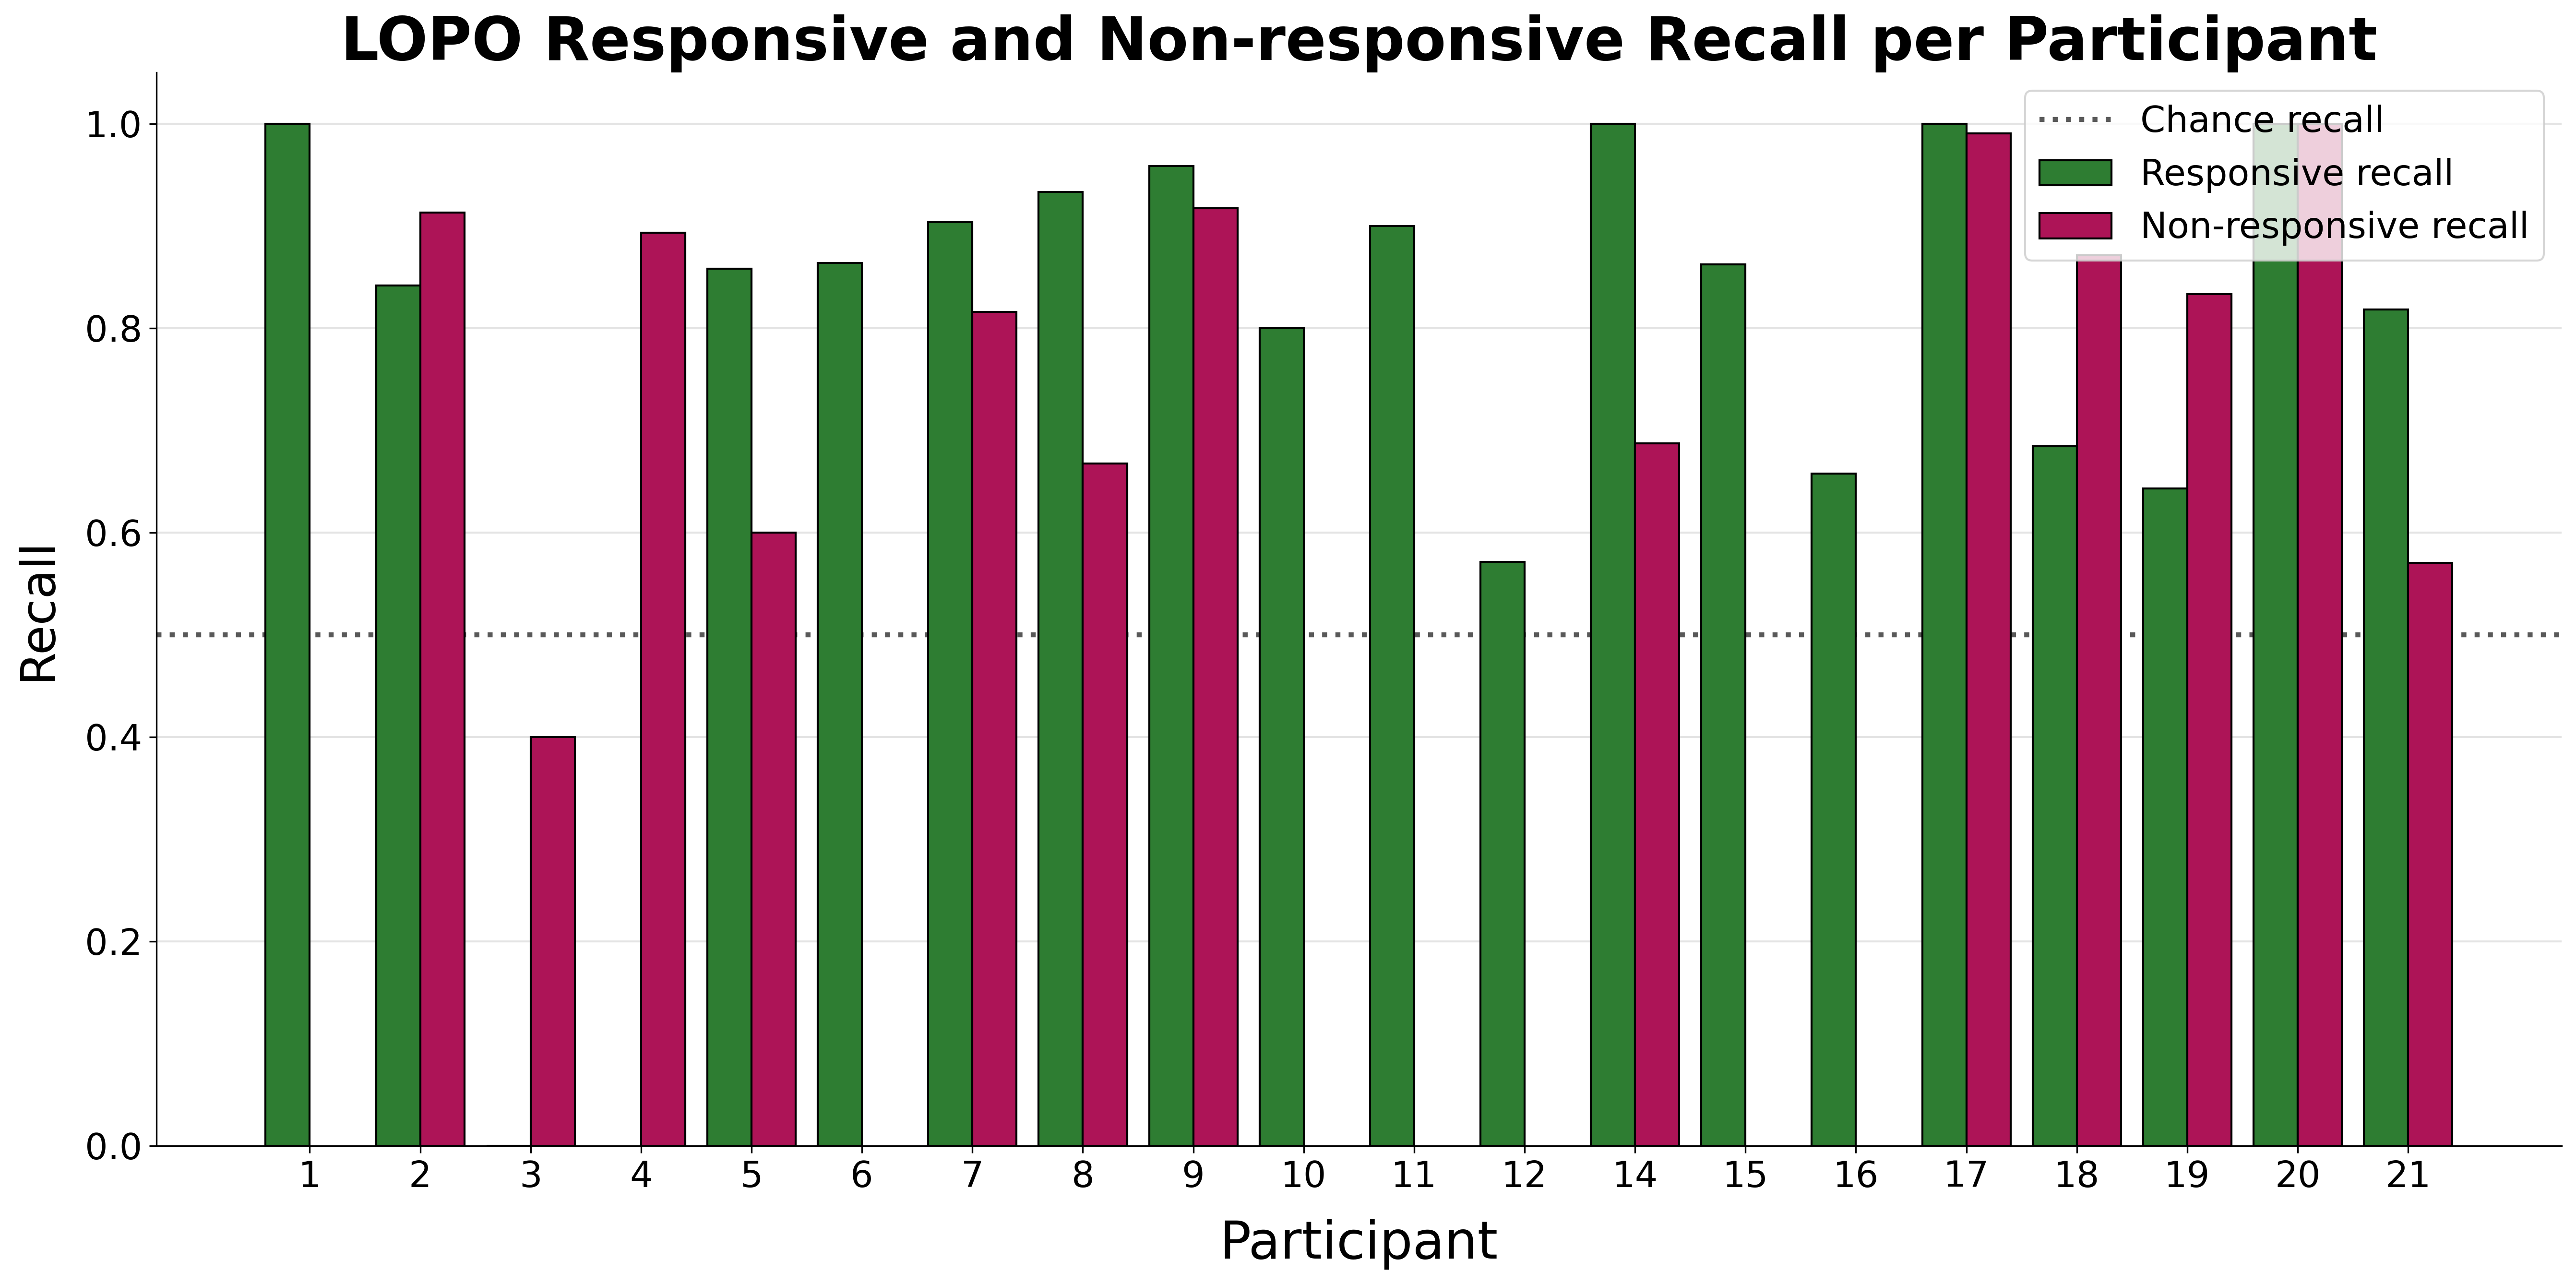 LOPO Responsive and Non-responsive Recall per Participant
Chance recall
Responsive recall
Non-responsive recall
Recall
1.0
0.8
0.6
0.4
0.2
0.0
1 2 3 4 5 6 7 8 9 10 11 12 14 15 16 17 18 19 20 21
Participant